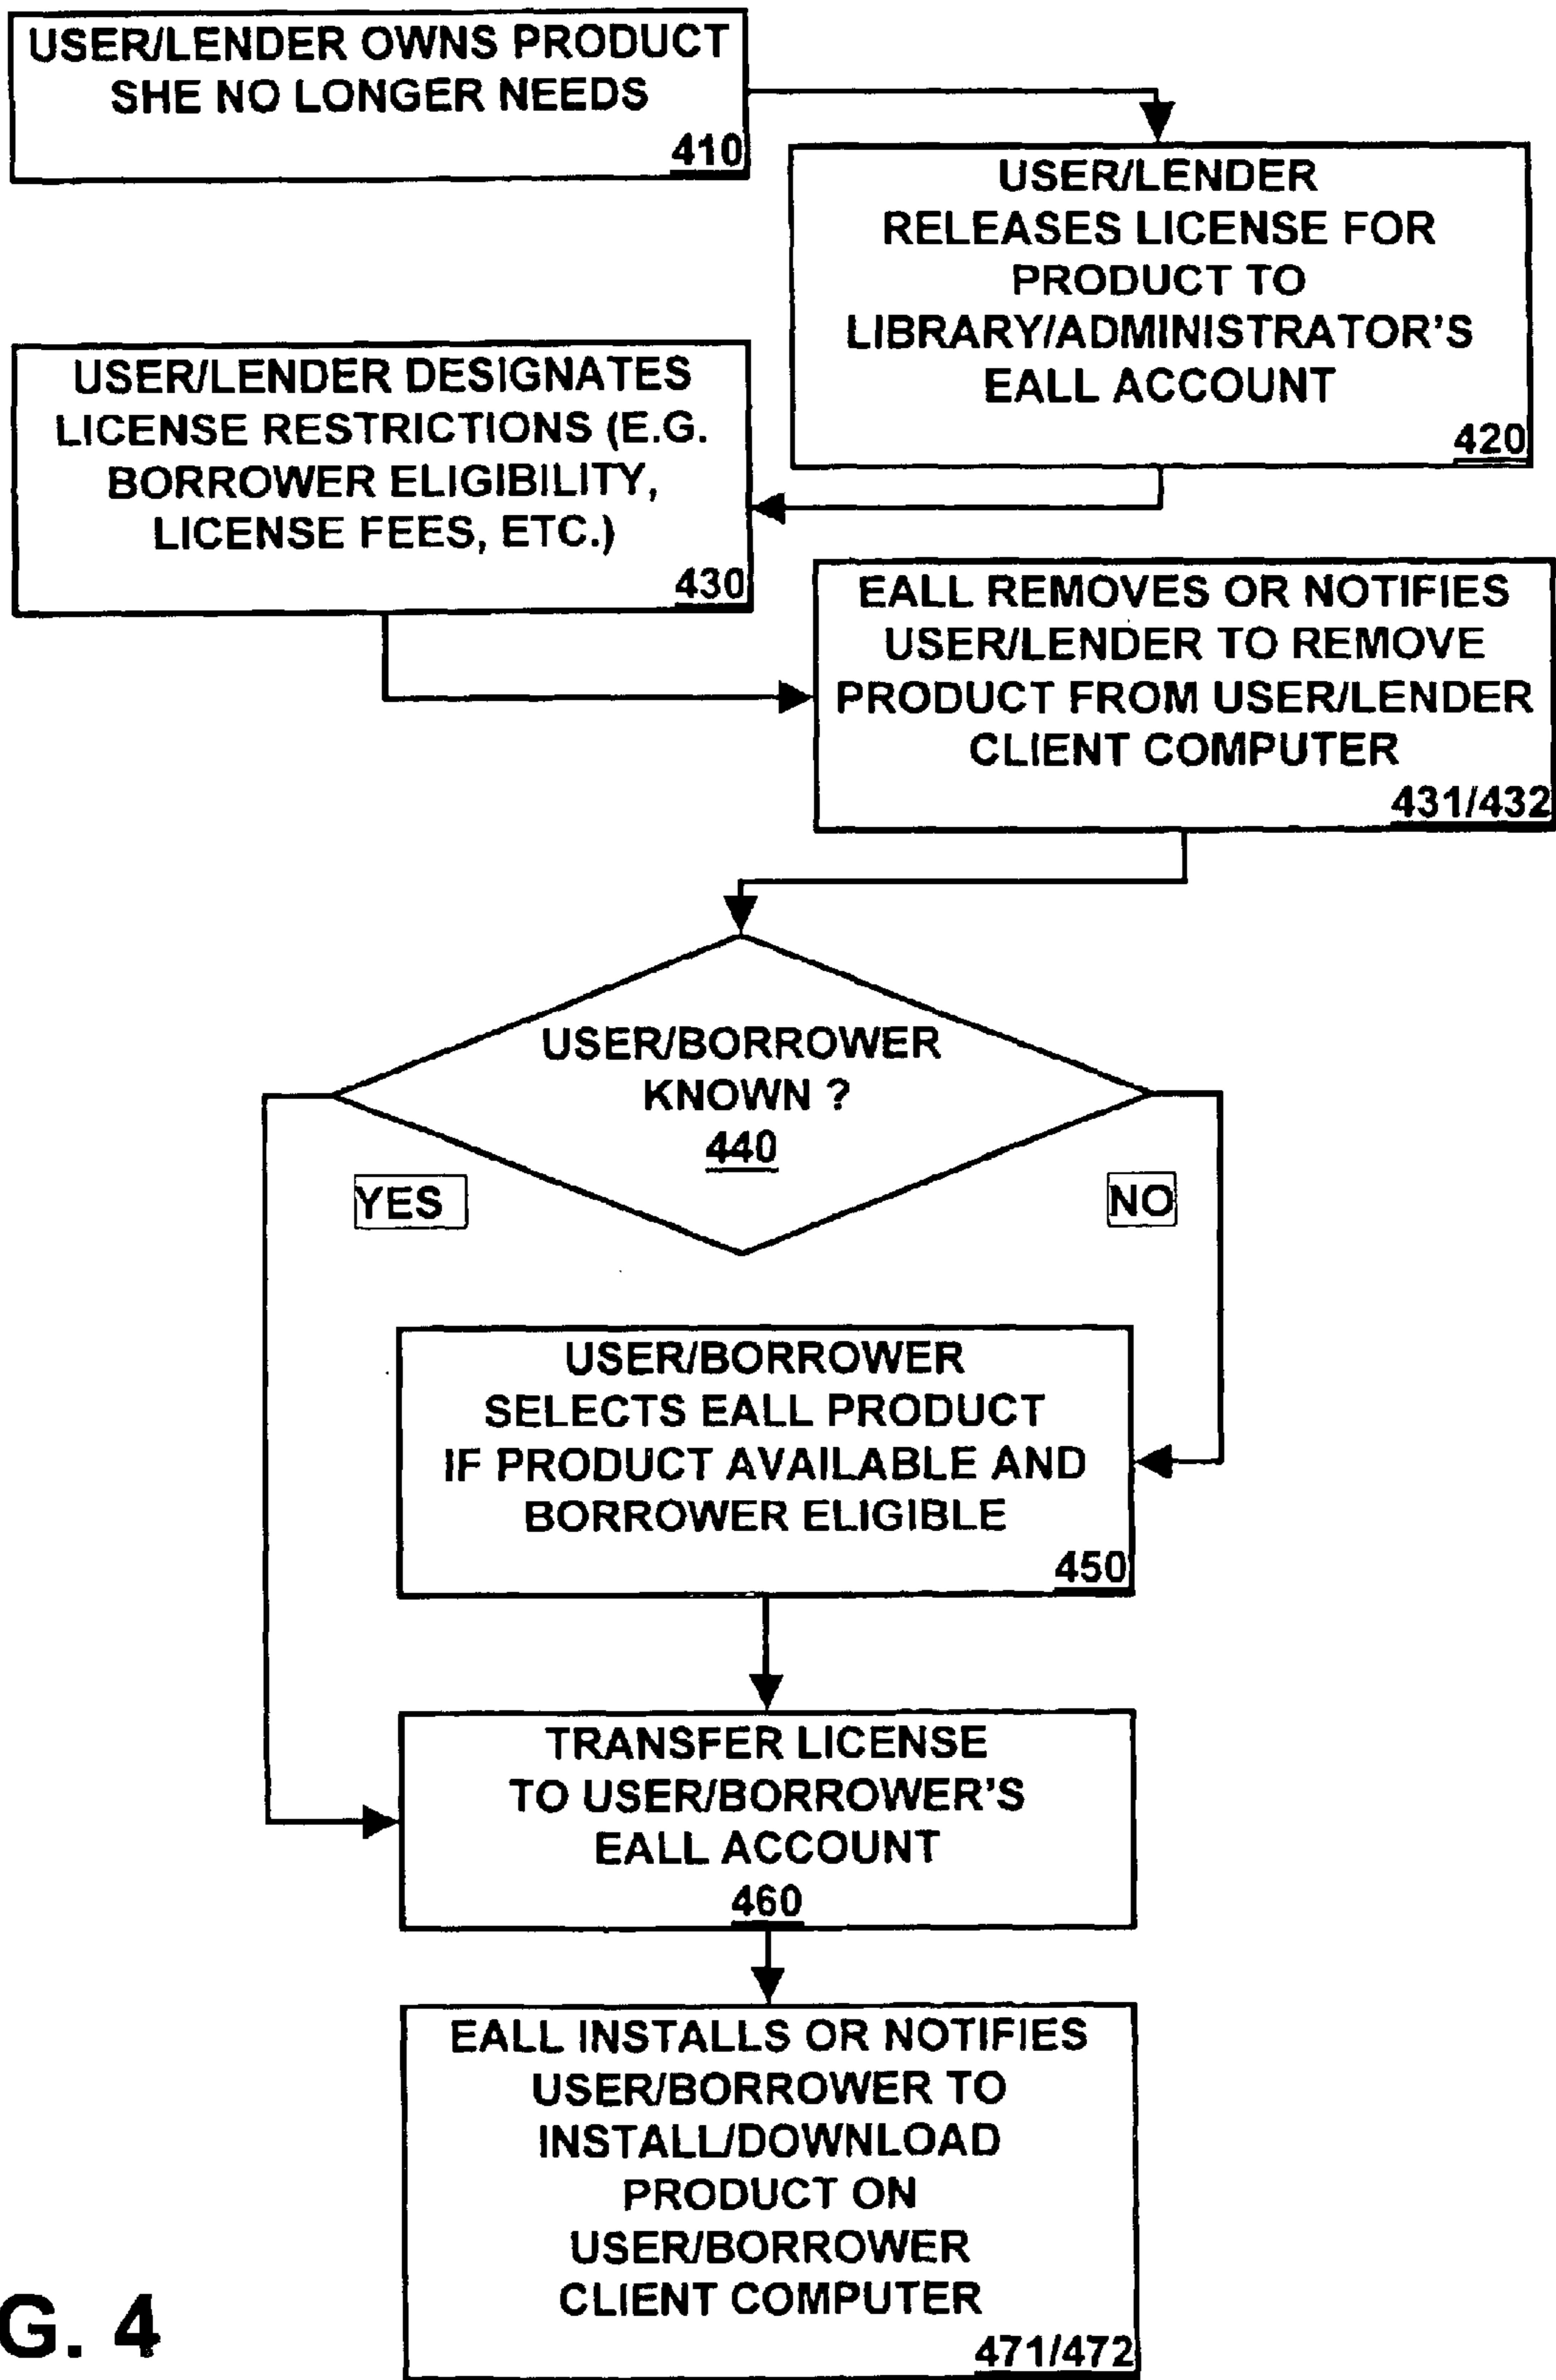 USER/LENDER OWNS PRODUCT
SHE NO LONGER NEEDS
410
USER/LENDER
RELEASES LICENSE FOR
PRODUCT TO
LIBRARY/ADMINISTRATOR'S
EALL ACCOUNT
420
USER/LENDER DESIGNATES
LICENSE RESTRICTIONS (E.G.
BORROWER ELIGIBILITY,
LICENSE FEES, ETC.)
430
EALL REMOVES OR NOTIFIES
USER/LENDER TO REMOVE
PRODUCT FROM USER/LENDER
CLIENT COMPUTER
431/432
USER/BORROWER
KNOWN ?
440
YES
NO
USER/BORROWER
SELECTS EALL PRODUCT
IF PRODUCT AVAILABLE AND
BORROWER ELIGIBLE
450
TRANSFER LICENSE
TO USER/BORROWER'S
EALL ACCOUNT
460
EALL INSTALLS OR NOTIFIES
USER/BORROWER TO
INSTALL/DOWNLOAD
PRODUCT ON
USER/BORROWER
CLIENT COMPUTER
471/472
G. 4